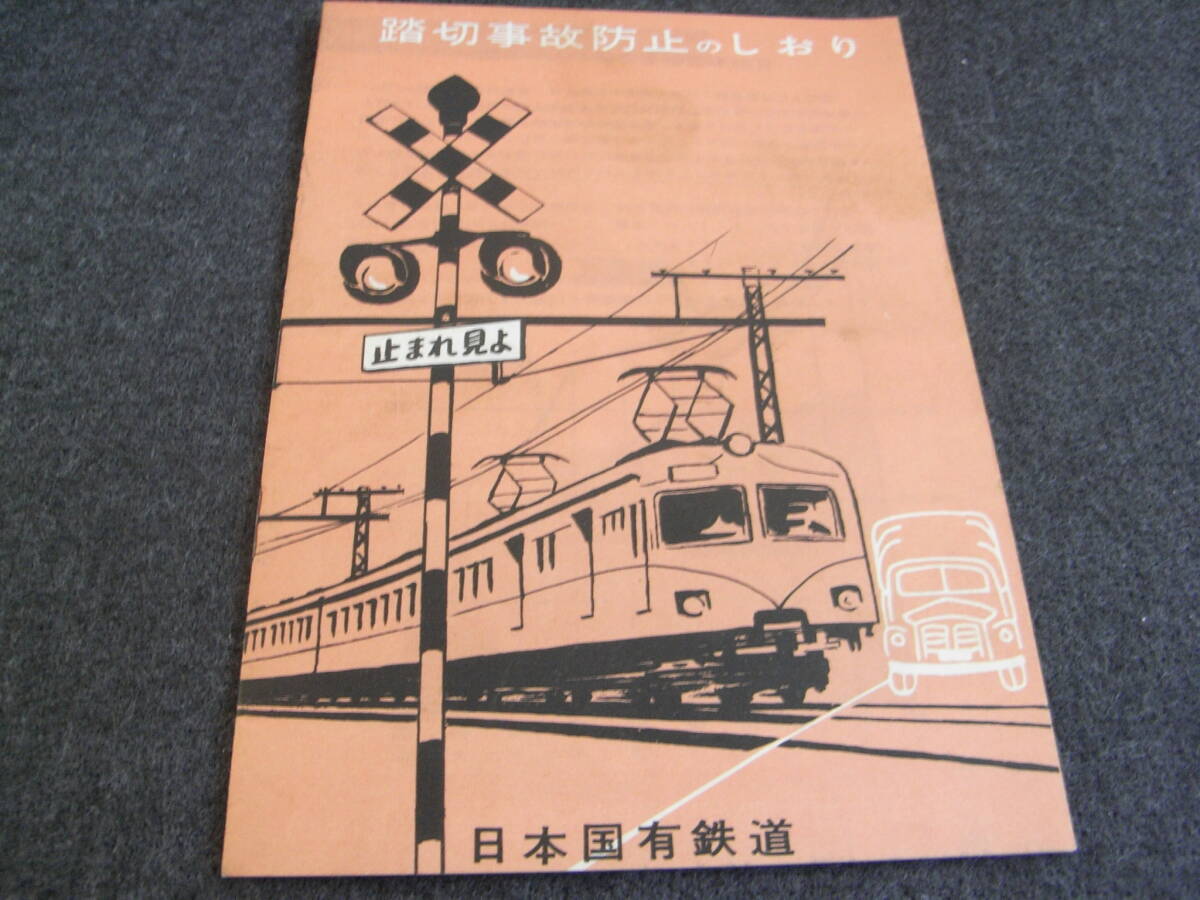 踏切事故防止のしおり
止まれ見よ
日本国有鉄道